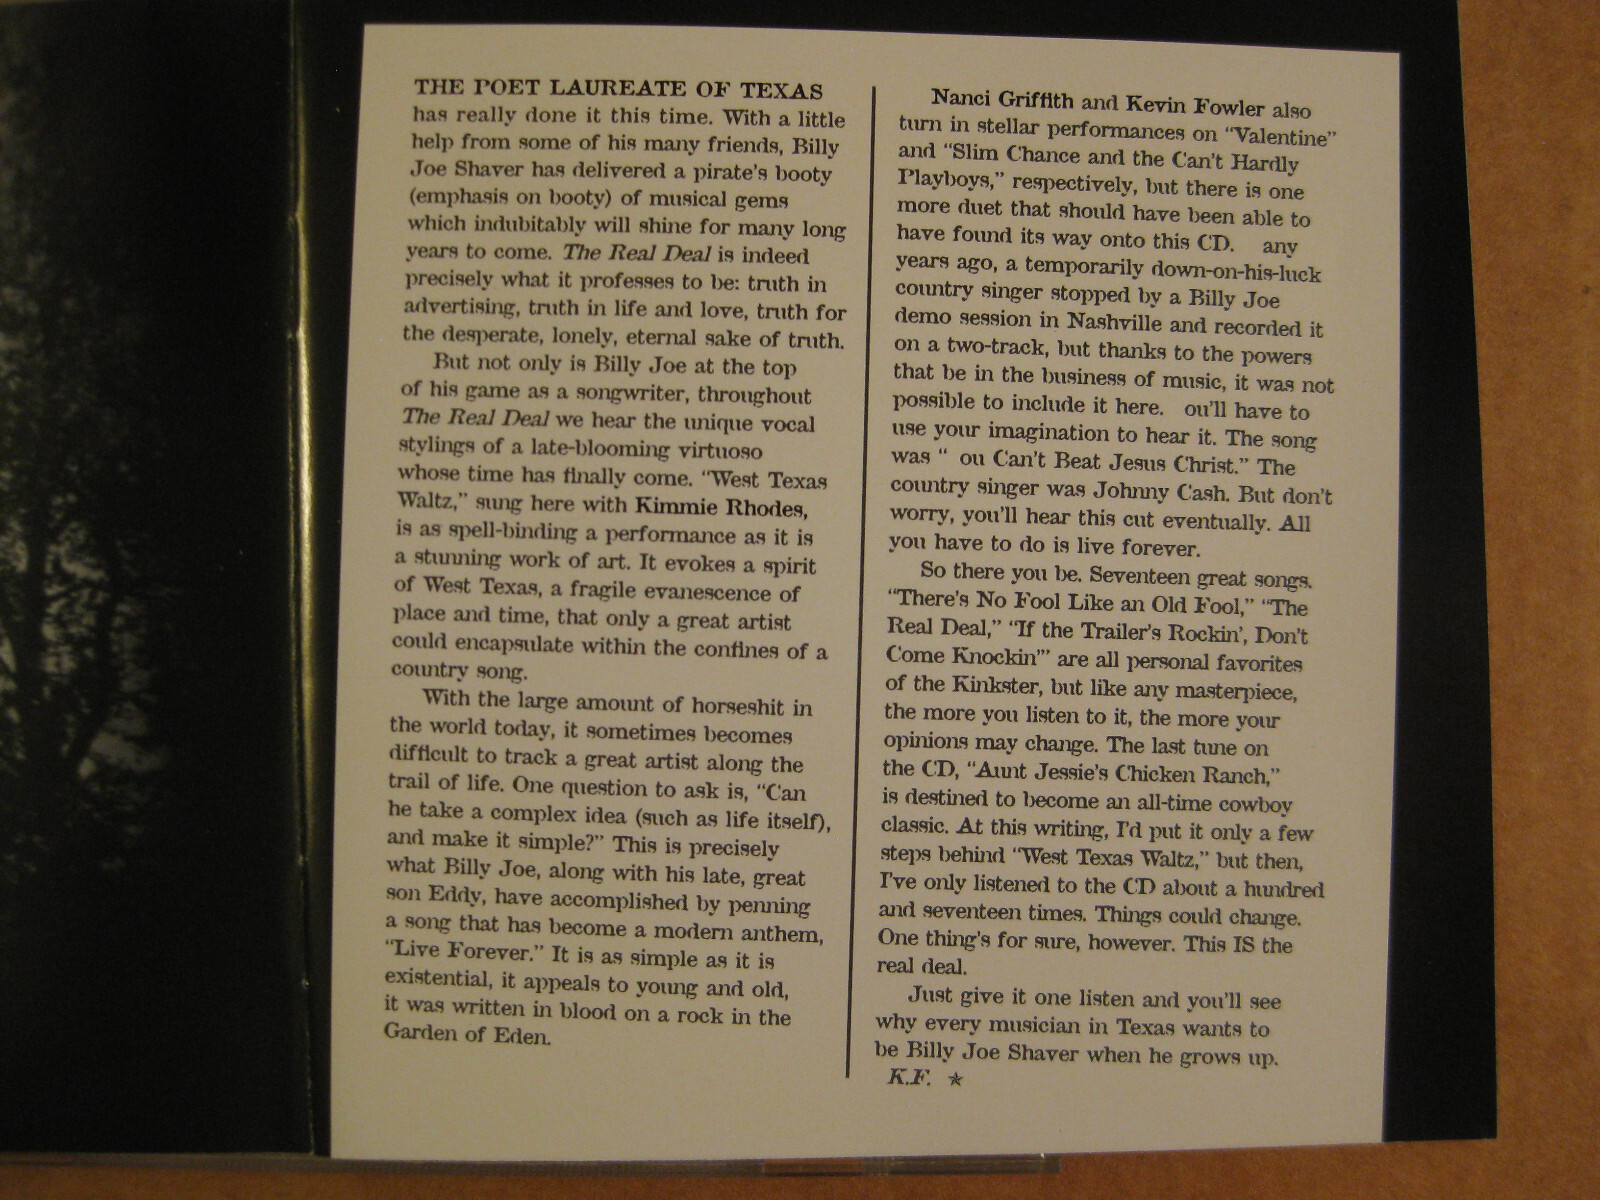 THE POET LAUREATE OF TEXAS
has really done it this time. With a little
help from some of his many friends, Billy
Joe Shaver has delivered a pirate's booty
(emphasis on booty) of musical gems
which indubitably will shine for many long
years to come. The Real Deal is indeed
precisely what it professes to be: truth in
advertising, truth in life and love, truth for
the desperate, lonely, eternal sake of truth.
But not only is Billy Joe at the top
of his game as a songwriter, throughout
The Real Deal we hear the unique vocal
stylings of a late-blooming virtuoso
whose time has finally come. "West Texas
Waltz," sung here with Kimmie Rhodes,
is as spell-binding a performance as it is
a stunning work of art. It evokes a spirit
of West Texas, a fragile evanescence of
place and time, that only a great artist
could encapsulate within the confines of a
country song.
With the large amount of horseshit in
the world today, it sometimes becomes
difficult to track a great artist along the
trail of life. One question to ask is, "Can
he take a complex idea (such as life itself),
and make it simple?" This is precisely
what Billy Joe, along with his late, great
son Eddy, have accomplished by penning
a song that has become a modern anthem,
"Live Forever." It is as simple as it is
existential, it appeals to young and old,
it was written in blood on a rock in the
Garden of Eden.
Nanci Griffith and Kevin Fowler also
turn in stellar performances on "Valentine"
and "Slim Chance and the Can't Hardly
Playboys," respectively, but there is one
more duet that should have been able to
have found its way onto this CD. any
years ago, a temporarily down-on-his-luck
country singer stopped by a Billy Joe
demo session in Nashville and recorded it
on a two-track, but thanks to the powers
that be in the business of music, it was not
possible to include it here. ou'll have to
use your imagination to hear it. The song
was " ou Can't Beat Jesus Christ." The
country singer was Johnny Cash. But don't
worry, you'll hear this cut eventually. All
you have to do is live forever.
So there you be. Seventeen great songs.
"There's No Fool Like an Old Fool," "The
Real Deal," "If the Trailer's Rockin', Don't
Come Knockin'" are all personal favorites
of the Kinkster, but like any masterpiece,
the more you listen to it, the more your
opinions may change. The last tune on
the CD, "Aunt Jessie's Chicken Ranch,"
is destined to become an all-time cowboy
classic. At this writing, I'd put it only a few
steps behind "West Texas Waltz," but then,
I've only listened to the CD about a hundred
and seventeen times. Things could change.
One thing's for sure, however. This IS the
real deal.
Just give it one listen and you'll see
why every musician in Texas wants to
be Billy Joe Shaver when he grows up.
K.F. ★